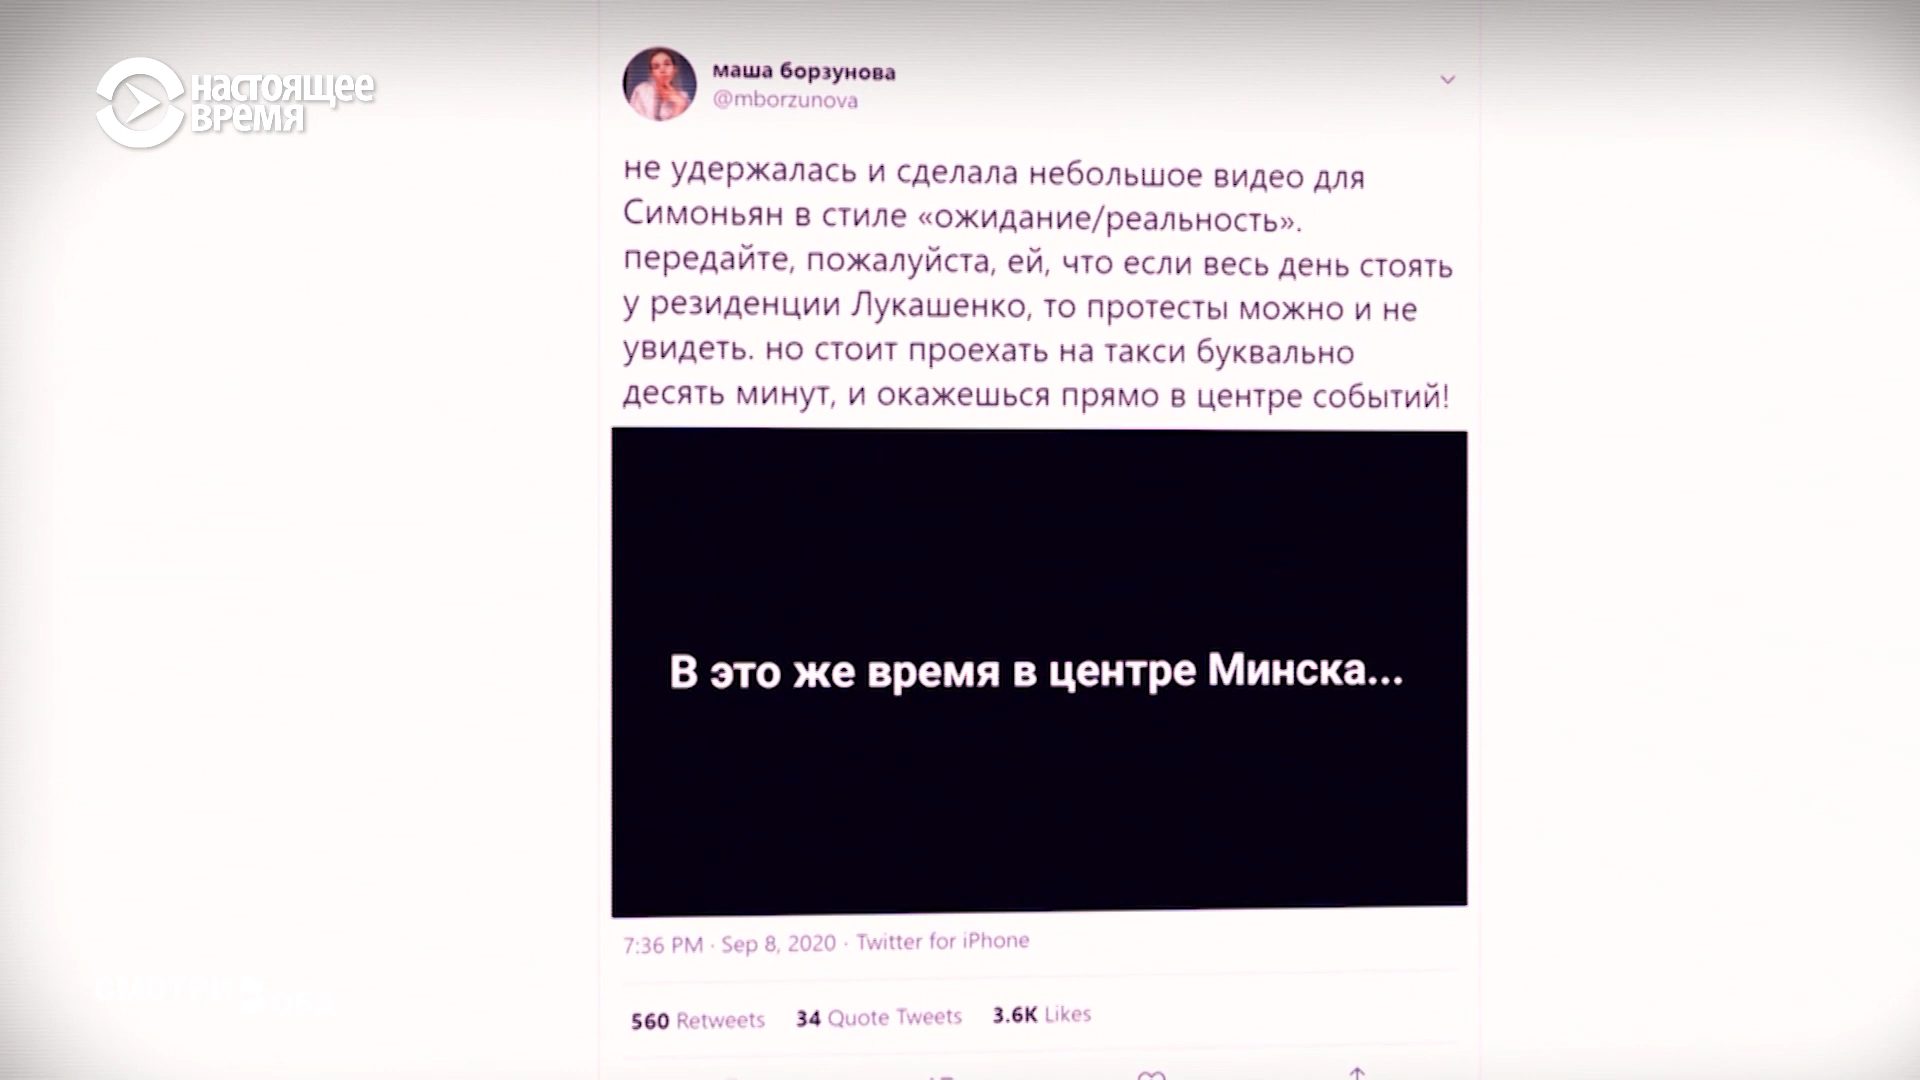 настоящее
время
маша борзунова
@mborzunova
не удержалась и сделала небольшое видео для
Симоньян в стиле «ожидание/реальность».
передайте, пожалуйста, ей, что если весь день стоять
у резиденции Лукашенко, то протесты можно и не
увидеть. но стоит проехать на такси буквально
десять минут, и окажешься прямо в центре событий!
В это же время в центре Минска...
7:36 PM · Sep 8, 2020 · Twitter for iPhone
560 Retweets 34 Quote Tweets 3.6K Likes
СМОТРИ